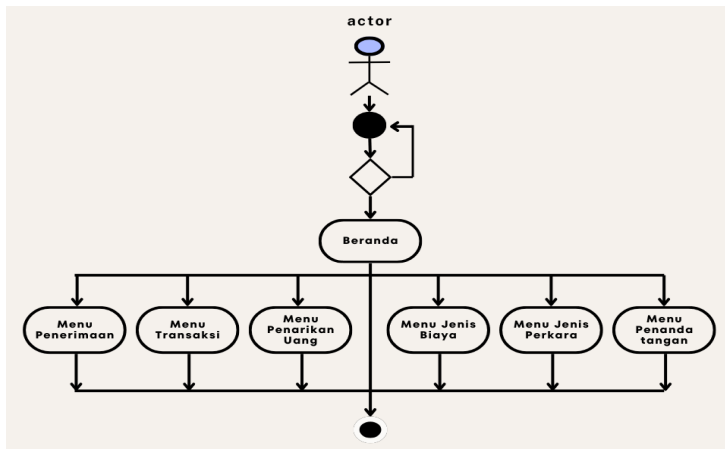 actor
Beranda
Menu
Penerimaan
Menu
Transaksi
Menu
Penarikan
Uang
Menu Jenis
Biaya
Menu Jenis
Perkara
Menu
Penanda
tangan